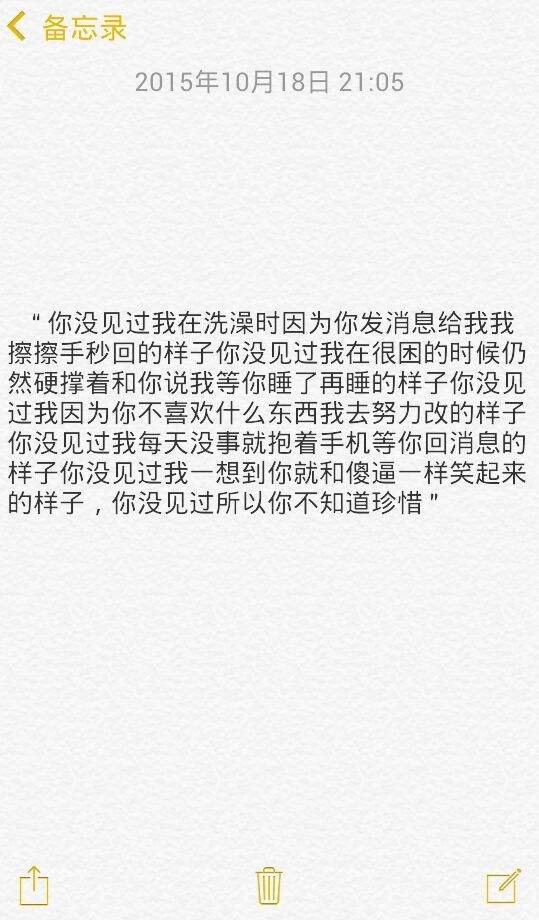 备忘录
2015年10月18日 21:05
“你没见过我在洗澡时因为你发消息给我我
擦擦手秒回的样子你没见过我在很困的时候仍
然硬撑着和你说我等你睡了再睡的样子你没见
过我因为你不喜欢什么东西我去努力改的样子
你没见过我每天没事就抱着手机等你回消息的
样子你没见过我一想到你就和傻逼一样笑起来
的样子，你没见过所以你不知道珍惜"